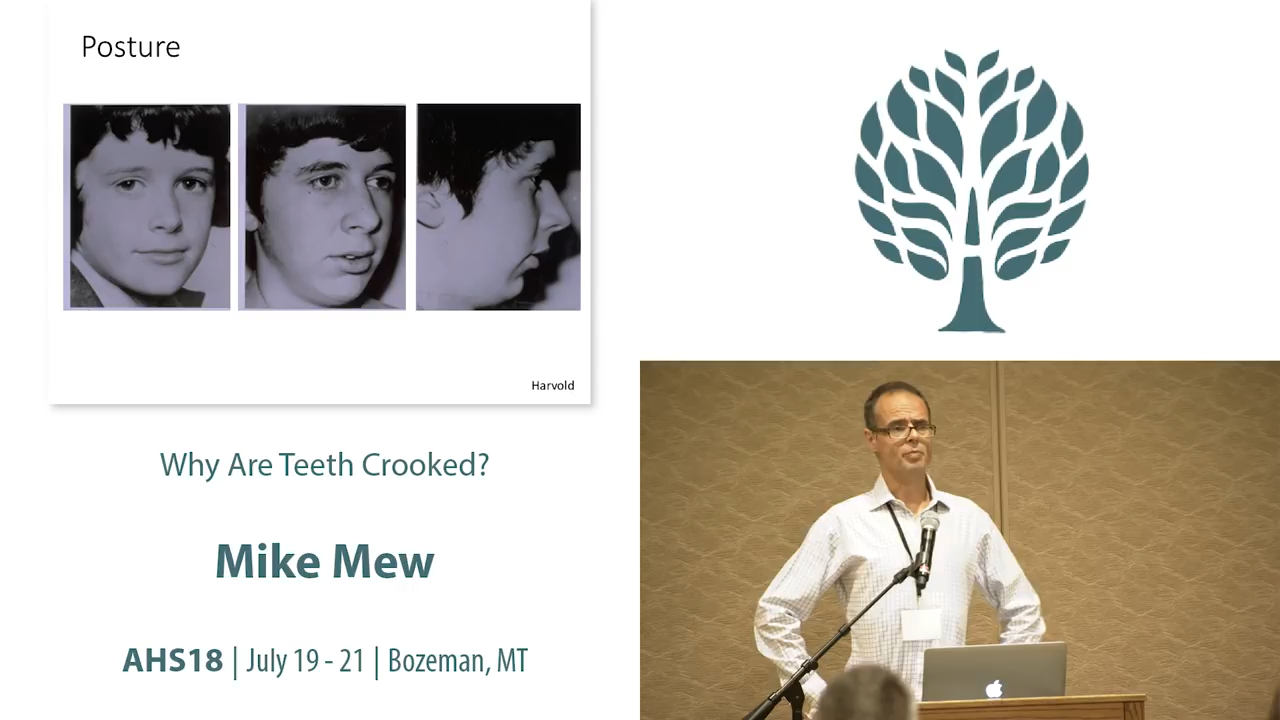 Posture
Harvold
Why Are Teeth Crooked?
Mike Mew
AHS18 | July 19 - 21 | Bozeman, MT